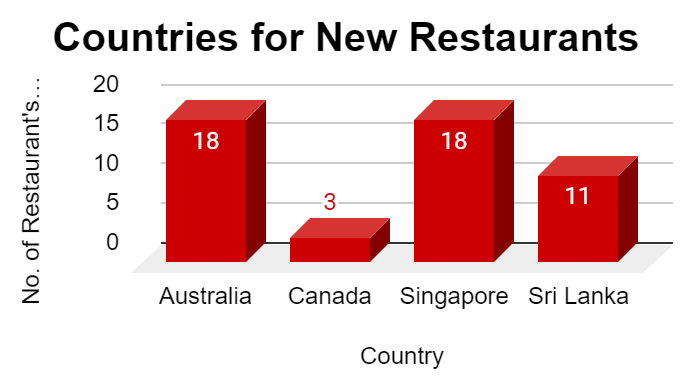 Countries for New Restaurants
No. of Restaurant's...
20
15
10
5
0
18
3
18
11
Australia
Canada
Singapore
Sri Lanka
Country